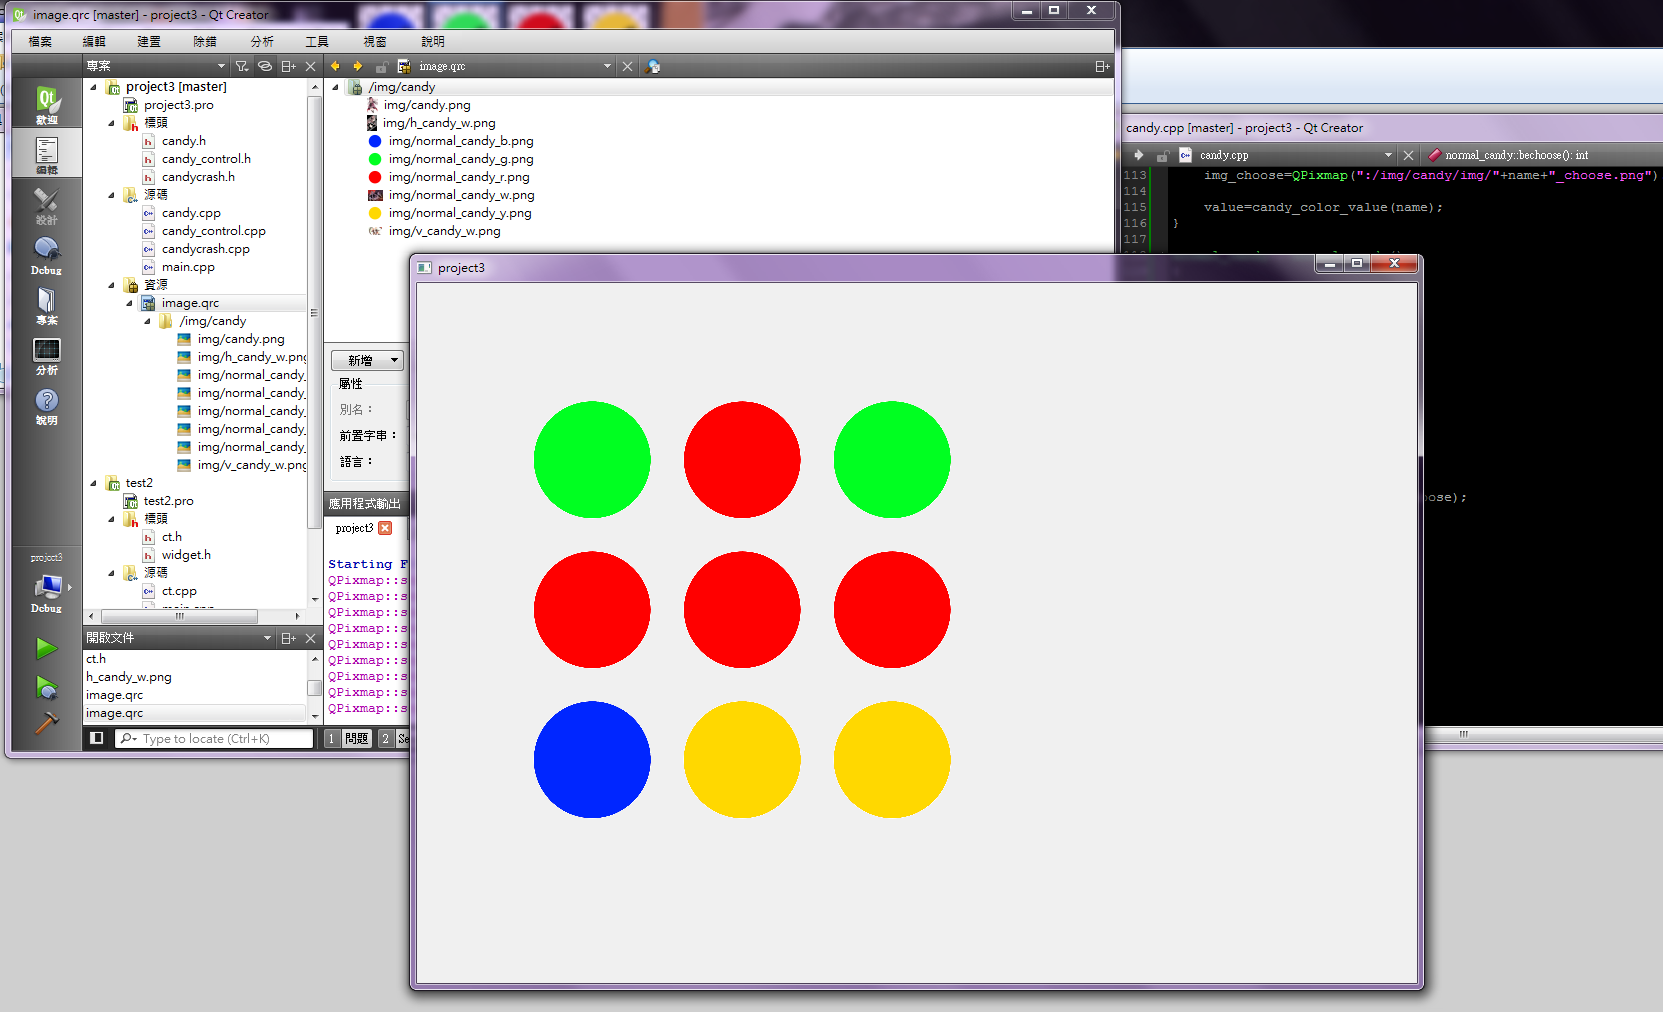 image.qrc [master] - project3 - Qt Creator
檔案 編輯 建置 除錯 分析 工具 視窗 說明
專案
image.qrc
歡迎
編輯
設計
Debug
專案
分析
說明
project3
Debug
project3 [master]
project3.pro
標頭
candy.h
candy_control.h
candycrash.h
源碼
candy.cpp
candy_control.cpp
candycrash.cpp
main.cpp
資源
image.qrc
/img/candy
img/candy.png
img/h_candy_w.png
img/normal_candy_
img/normal_candy_
img/normal_candy_
img/normal_candy_
img/normal_candy_
img/v_candy_w.png
test2
test2.pro
標頭
ct.h
widget.h
源碼
ct.cpp
main.cpp
開啟文件
ct.h
h_candy_w.png
image.qrc
image.qrc
Type to locate (Ctrl+K)
/img/candy
img/candy.png
img/h_candy_w.png
img/normal_candy_b.png
img/normal_candy_g.png
img/normal_candy_r.png
img/normal_candy_w.png
img/normal_candy_y.png
img/v_candy_w.png
新增
屬性
別名：
前置字串：
語言：
應用程式輸出
project3
Starting
QPixmap::s
QPixmap::s
QPixmap::s
QPixmap::s
QPixmap::s
QPixmap::s
QPixmap::s
QPixmap::s
QPixmap::s
1 問題 2 Se
candy.cpp [master] - project3 - Qt Creator
candy.cpp
normal_candy::bechoose(): int
113 img_choose=QPixmap(":/img/candy/img/"+name+"_choose.png")
114
115 value=candy_color_value(name);
116 }
117
oose);
project3